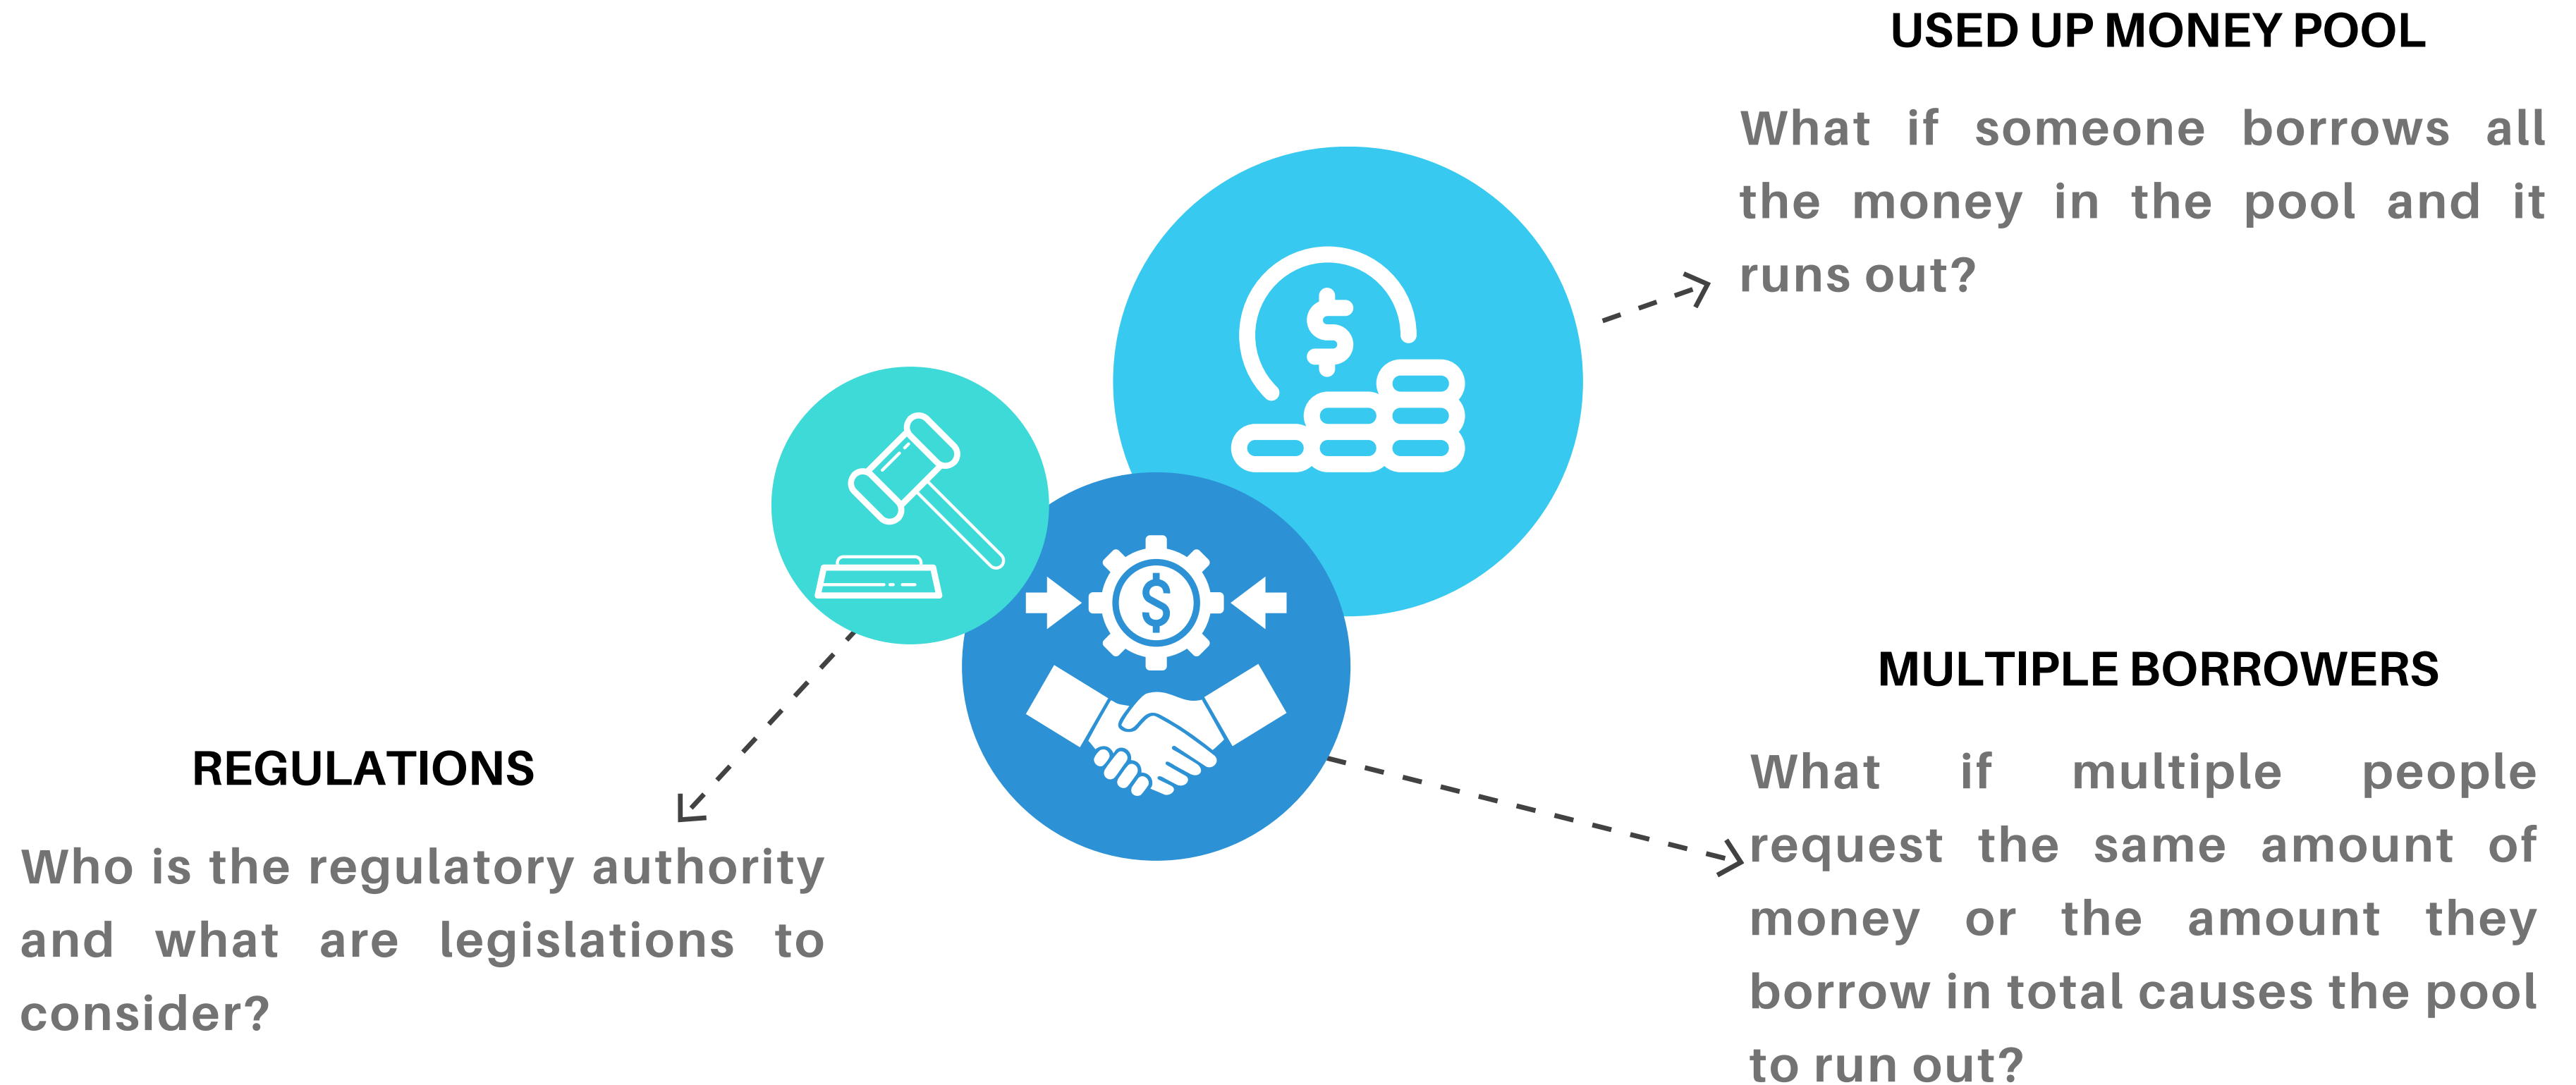 USED UP MONEY POOL
What if someone borrows all
the money in the pool and it
runs out?
MULTIPLE BORROWERS
What if multiple people
request the same amount of
money or the amount they
borrow in total causes the pool
to run out?
REGULATIONS
Who is the regulatory authority
and what are legislations to
consider?
$
$